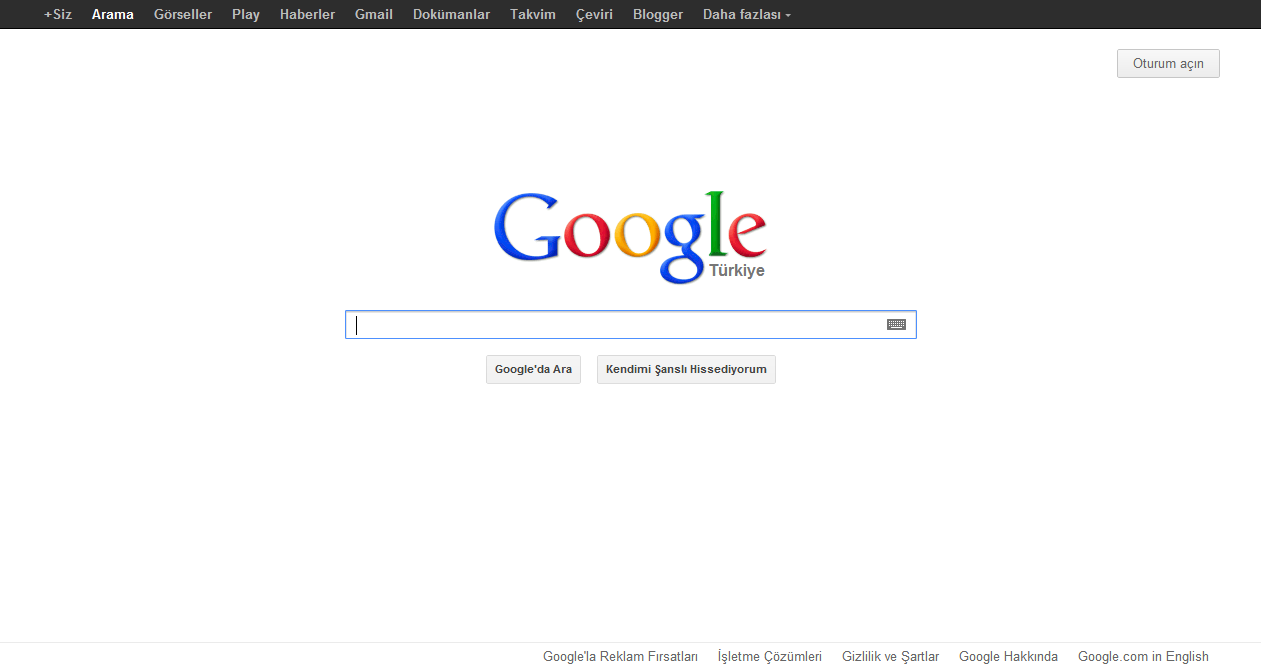 +Siz Arama Görseller Play Haberler Gmail Dokümanlar Takvim Çeviri Blogger Daha fazlası
Oturum açın
Google
Türkiye
Google'da Ara Kendimi Şanslı Hissediyorum
Google'la Reklam Fırsatları İşletme Çözümleri Gizlilik ve Şartlar Google Hakkında Google.com in English